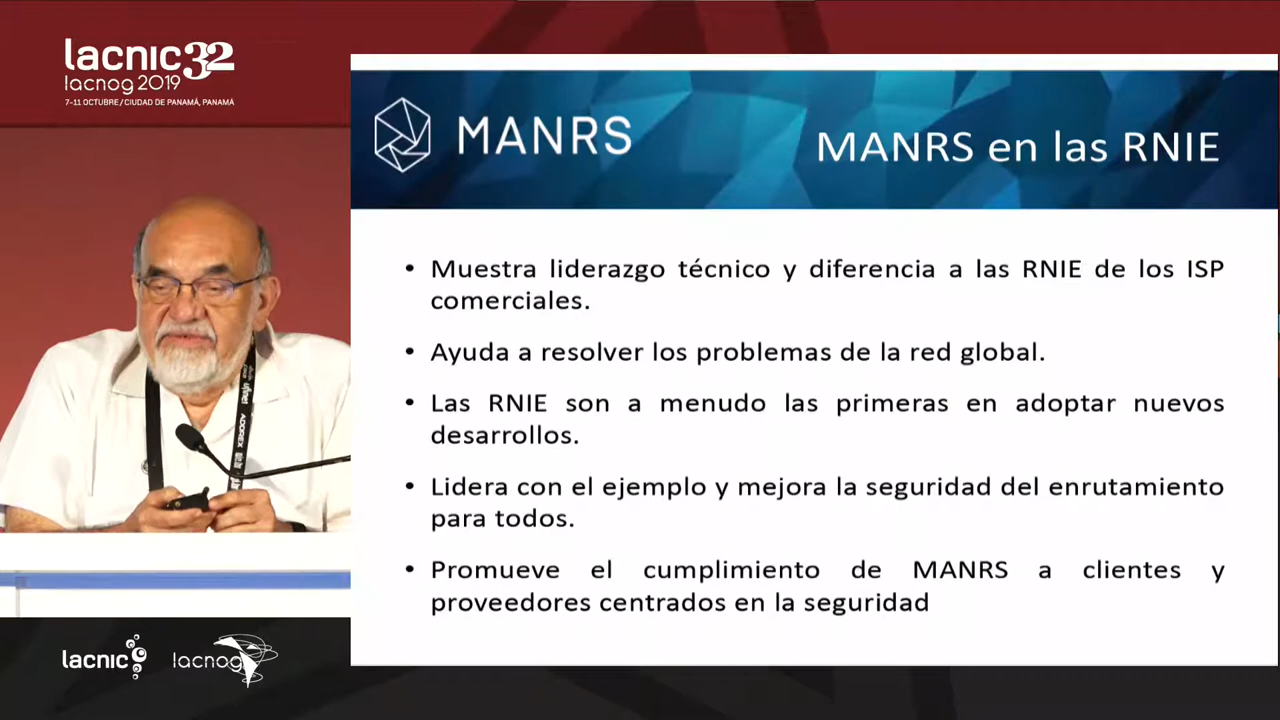 lacnic32
lacnog 2019
7-11 OCTUBRE / CIUDAD DE PANAMÁ, PANAMÁ
MANRS
MANRS en las RNIE
• Muestra liderazgo técnico y diferencia a las RNIE de los ISP
comerciales.
• Ayuda a resolver los problemas de la red global.
• Las RNIE son a menudo las primeras en adoptar nuevos
desarrollos.
• Lidera con el ejemplo y mejora la seguridad del enrutamiento
para todos.
• Promueve el cumplimiento de MANRS a clientes y
proveedores centrados en la seguridad
lacnic
lacnog